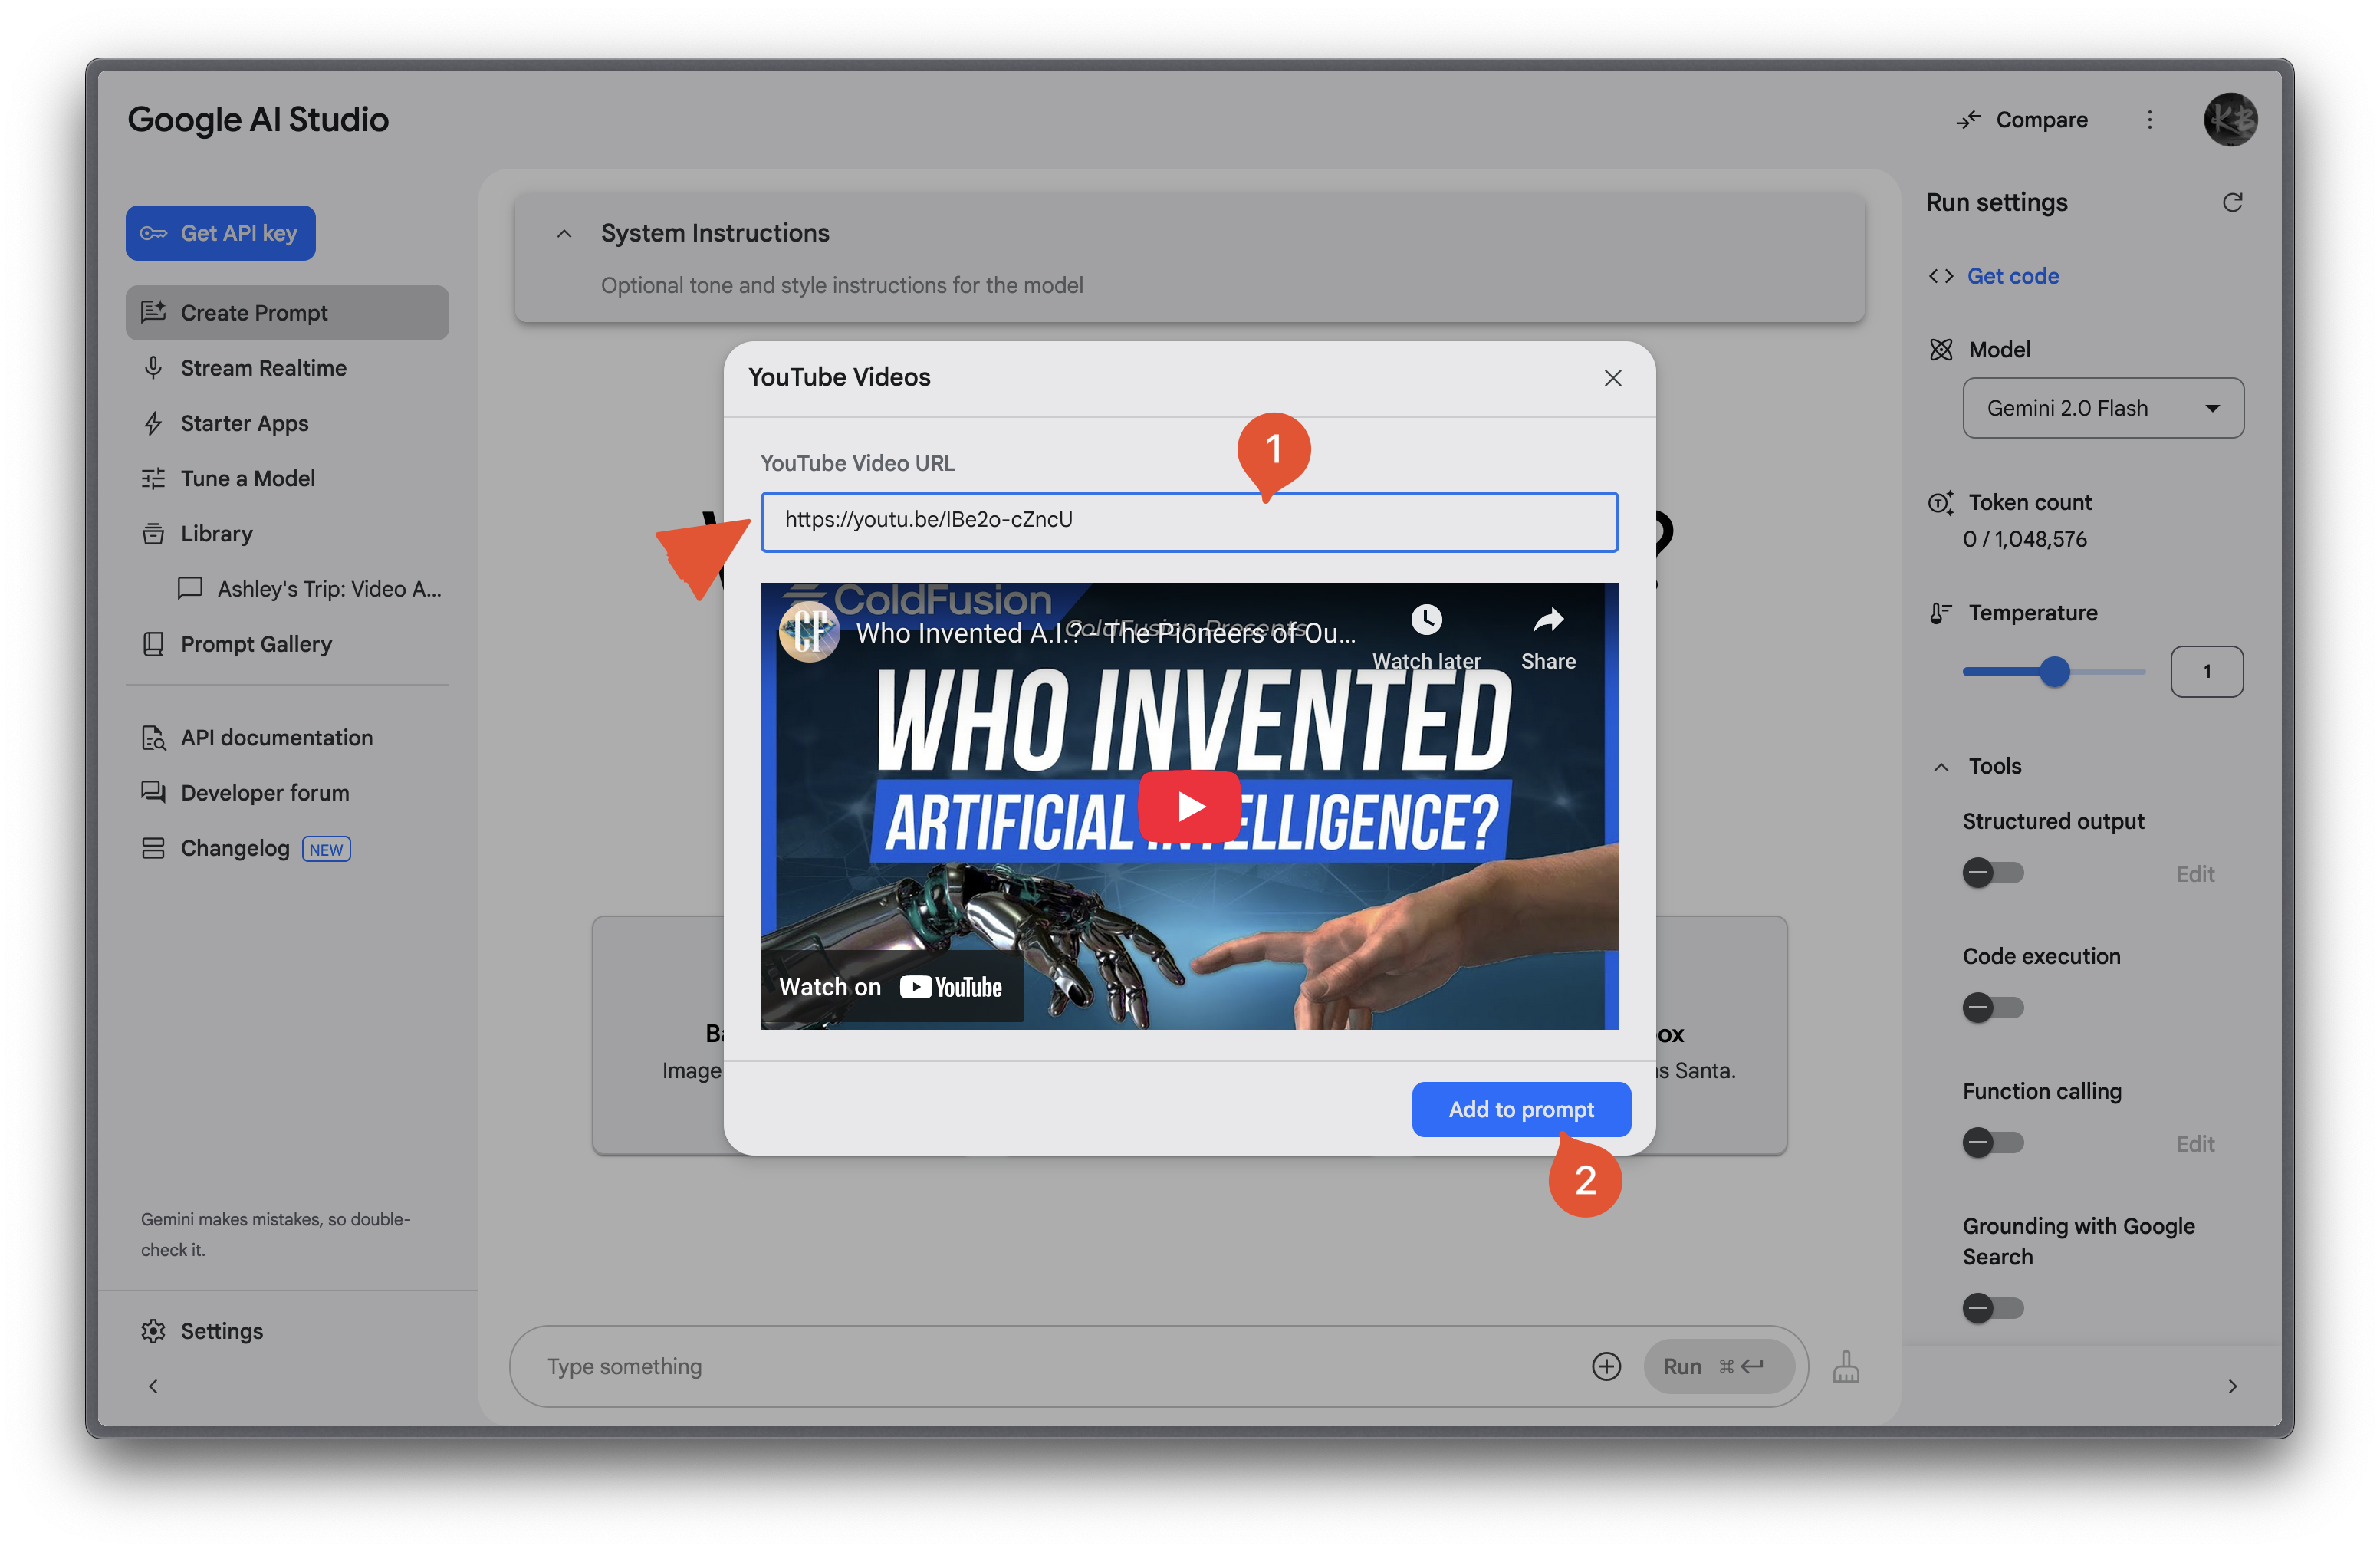 Google AI Studio
Compare
KB
Get API key
Create Prompt
Stream Realtime
Starter Apps
Tune a Model
Library
Ashley's Trip: Video A...
Prompt Gallery
API documentation
Developer forum
Changelog NEW
Gemini makes mistakes, so double-
check it.
Settings
System Instructions
Optional tone and style instructions for the model
YouTube Videos
1
YouTube Video URL
https://youtu.be/IBe2o-cZncU
ColdFusion
ColdFusion Presents
CF
Who Invented A.I.? - The Pioneers of Ou...
Watch later
Share
WHO INVENTED
ARTIFICIAL INTELLIGENCE?
Watch on YouTube
Image
ox
s Santa.
Add to prompt
2
Type something
Run ⌘
Run settings
Get code
Model
Gemini 2.0 Flash
Token count
0 / 1,048,576
Temperature
1
Tools
Structured output
Edit
Code execution
Function calling
Edit
Grounding with Google
Search